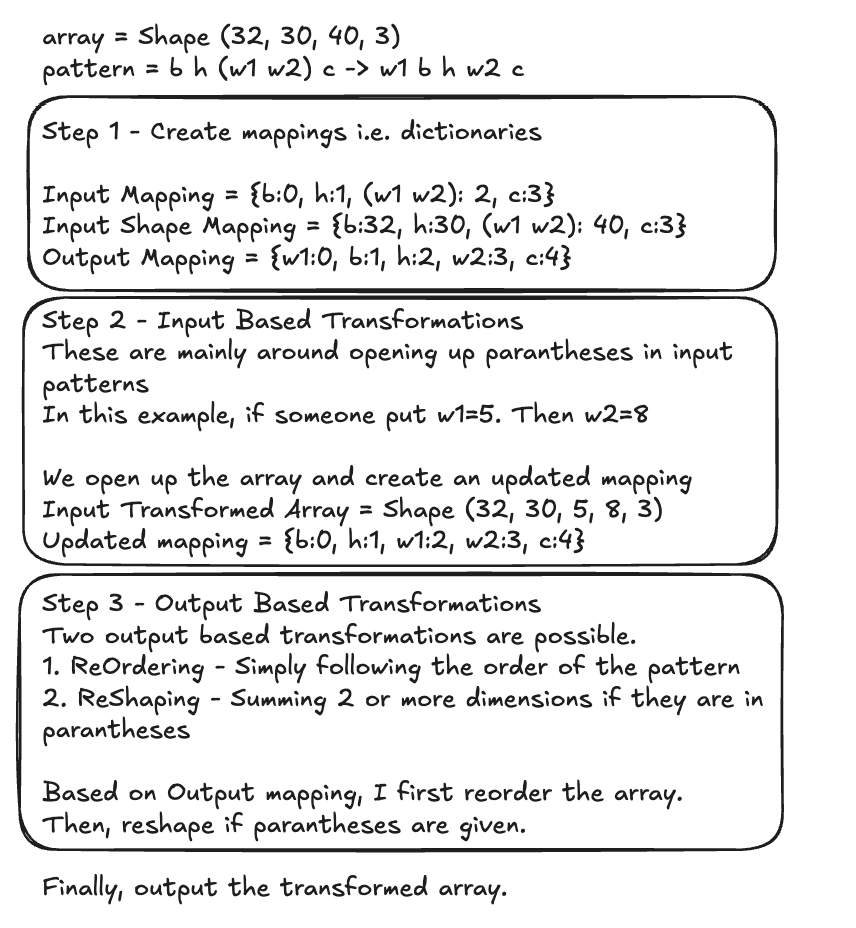 array = Shape (32, 30, 40, 3)
pattern = b h (w1 w2) c -> w1 b h w2 c
Step 1 - Create mappings i.e. dictionaries
Input Mapping = {b:0, h:1, (w1 w2): 2, c:3}
Input Shape Mapping = {b:32, h:30, (w1 w2): 40, c:3}
Output Mapping = {w1:0, b:1, h:2, w2:3, c:4}
Step 2 - Input Based Transformations
These are mainly around opening up parantheses in input
patterns
In this example, if someone put w1=5. Then w2=8
We open up the array and create an updated mapping
Input Transformed Array = Shape (32, 30, 5, 8, 3)
Updated mapping = {b:0, h:1, w1:2, w2:3, c:4}
Step 3 - Output Based Transformations
Two output based transformations are possible.
1. ReOrdering - Simply following the order of the pattern
2. ReShaping - Summing 2 or more dimensions if they are in
parantheses
Based on Output mapping, I first reorder the array.
Then, reshape if parantheses are given.
Finally, output the transformed array.